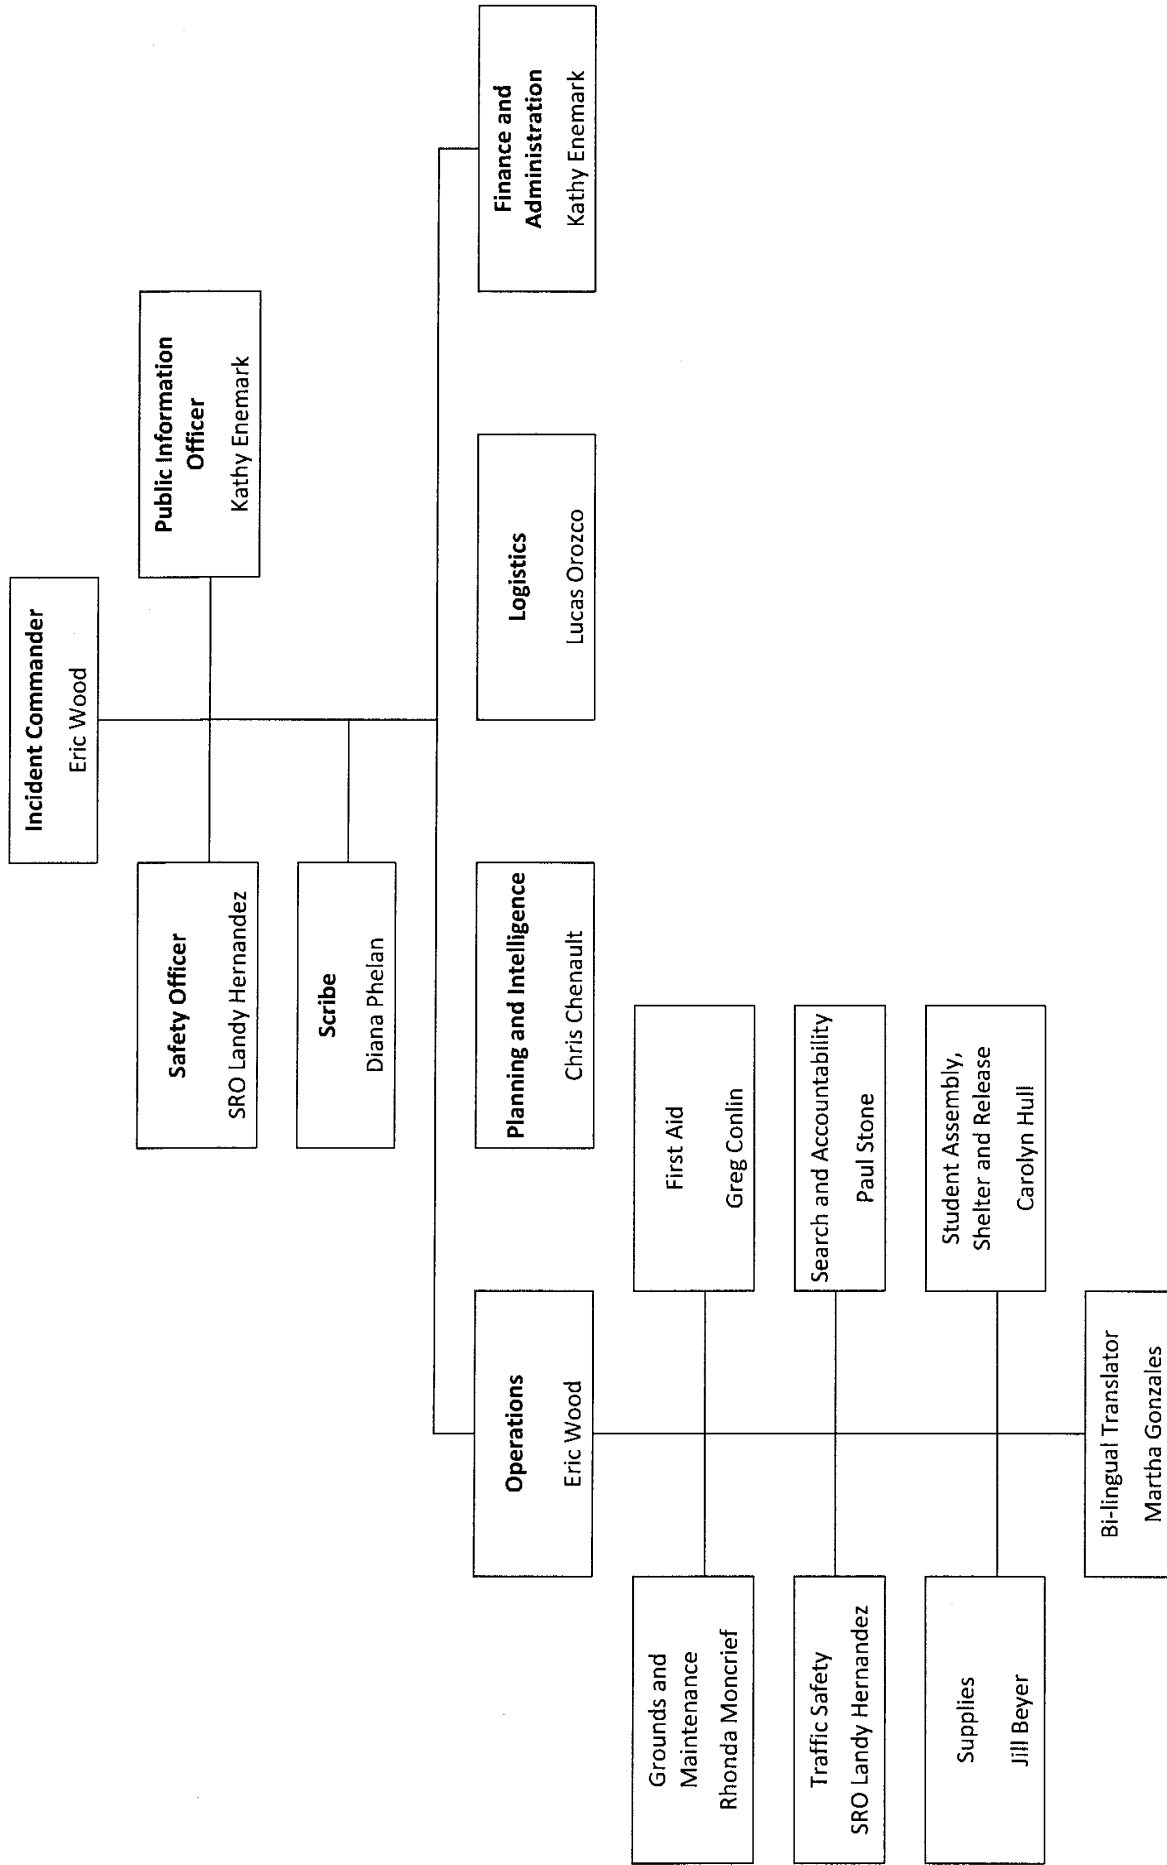 Incident Commander
Eric Wood
Safety Officer
SRO Landy Hernandez
Public Information
Officer
Kathy Enemark
Scribe
Diana Phelan
Operations
Eric Wood
Planning and Intelligence
Chris Chenault
Logistics
Lucas Orozco
Finance and
Administration
Kathy Enemark
Grounds and
Maintenance
Rhonda Moncrief
First Aid
Greg Conlin
Traffic Safety
SRO Landy Hernandez
Search and Accountability
Paul Stone
Supplies
Jill Beyer
Student Assembly,
Shelter and Release
Carolyn Hull
Bi-lingual Translator
Martha Gonzales